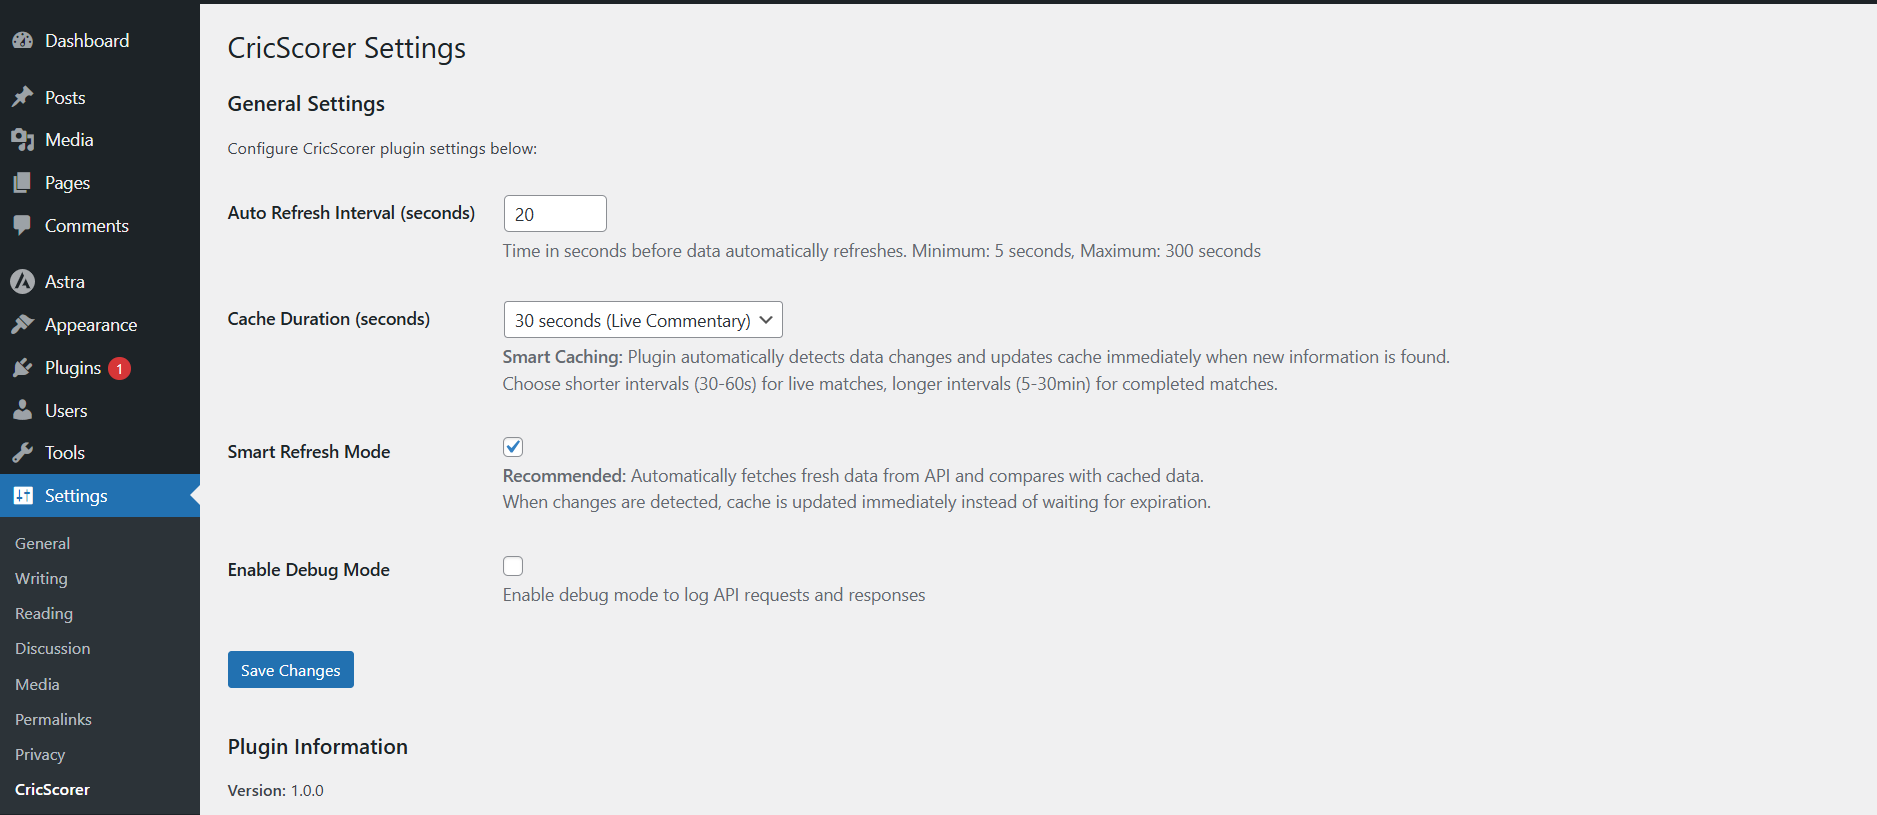 Dashboard
Posts
Media
Pages
Comments
Astra
Appearance
Plugins 1
Users
Tools
Settings
General
Writing
Reading
Discussion
Media
Permalinks
Privacy
CricScorer
CricScorer Settings
General Settings
Configure CricScorer plugin settings below:
Auto Refresh Interval (seconds)
20
Time in seconds before data automatically refreshes. Minimum: 5 seconds, Maximum: 300 seconds
Cache Duration (seconds)
30 seconds (Live Commentary)
Smart Caching: Plugin automatically detects data changes and updates cache immediately when new information is found.
Choose shorter intervals (30-60s) for live matches, longer intervals (5-30min) for completed matches.
Smart Refresh Mode
Recommended: Automatically fetches fresh data from API and compares with cached data.
When changes are detected, cache is updated immediately instead of waiting for expiration.
Enable Debug Mode
Enable debug mode to log API requests and responses
Save Changes
Plugin Information
Version: 1.0.0